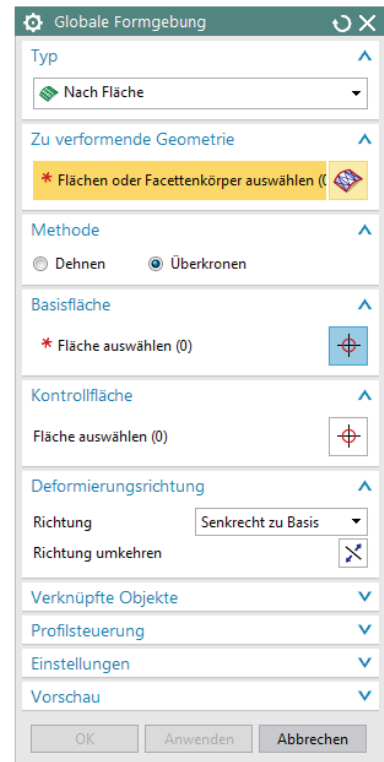 Globale Formgebung
Typ
Nach Fläche
Zu verformende Geometrie
* Flächen oder Facettenkörper auswählen (0
Methode
Dehnen Überkronen
Basisfläche
* Fläche auswählen (0)
Kontrollfläche
Fläche auswählen (0)
Deformierungsrichtung
Richtung Senkrecht zu Basis
Richtung umkehren
Verknüpfte Objekte
Profilsteuerung
Einstellungen
Vorschau
OK Anwenden Abbrechen